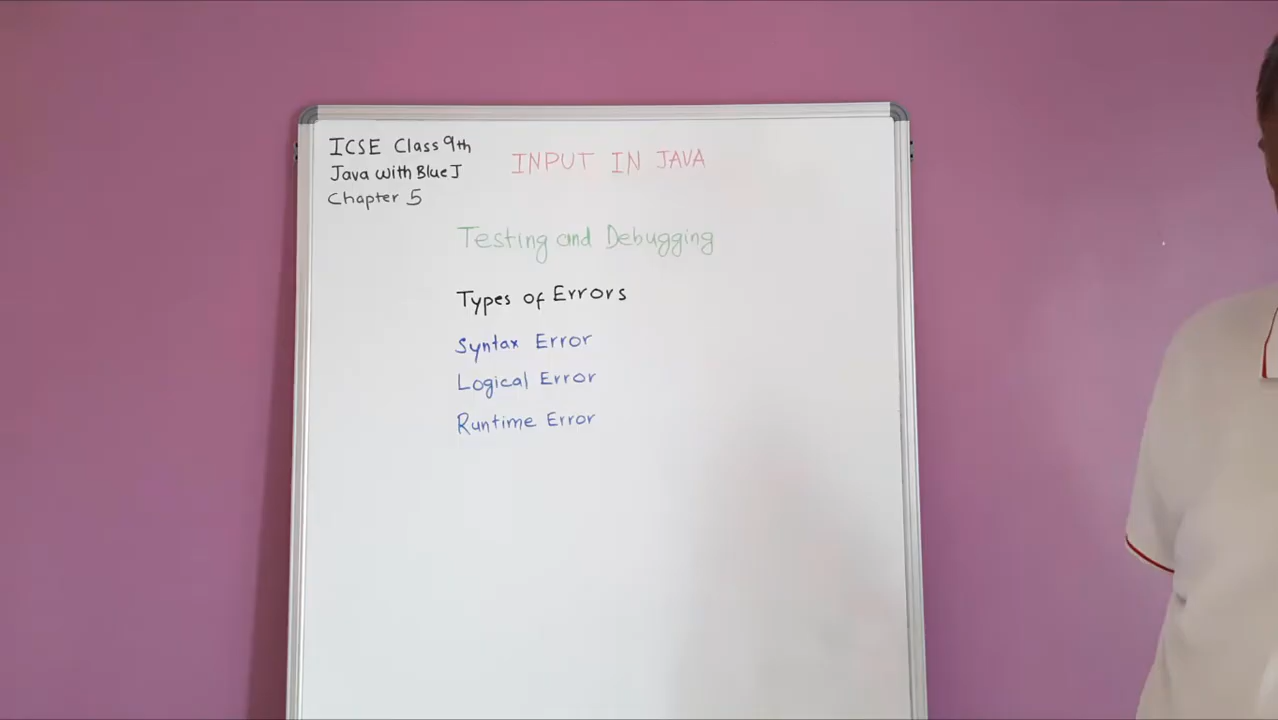 ICSE Class 9th
Java with BlueJ
Chapter 5
INPUT IN JAVA
Testing and Debugging
Types of Errors
Syntax Error
Logical Error
Runtime Error